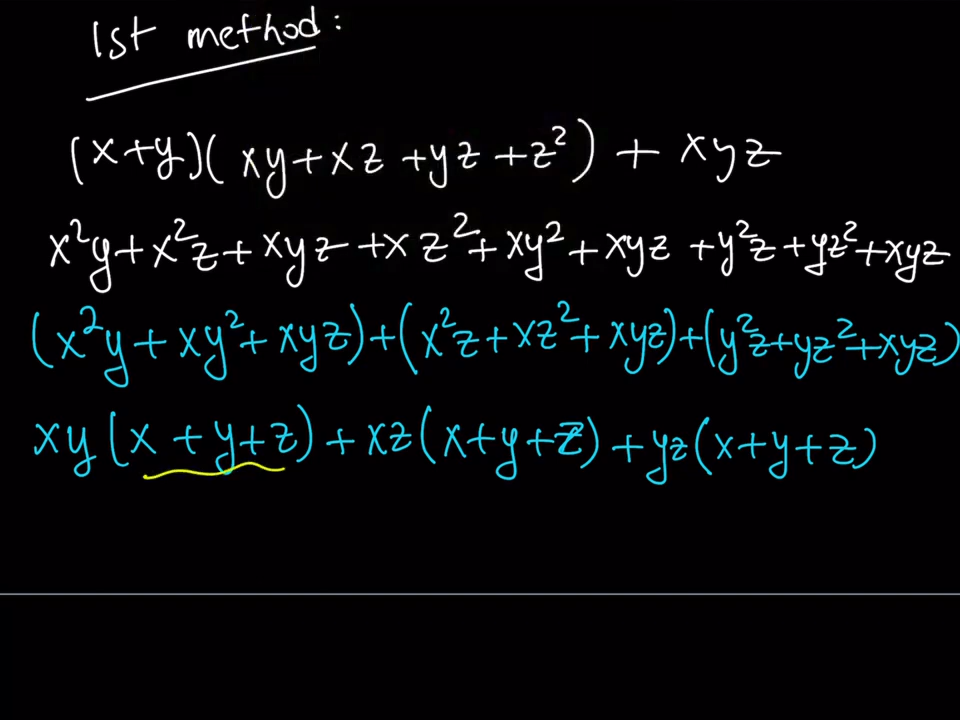 1st method:
(x+y)(xy+xz+yz+z²)+xyz
x²y+x²z+xyz+xz²+xy²+xyz+y²z+yz²+xyz
(x²y+xy²+xyz)+(x²z+xz²+xyz)+(y²z+yz²+xyz)
xy(x+y+z)+xz(x+y+z)+yz(x+y+z)